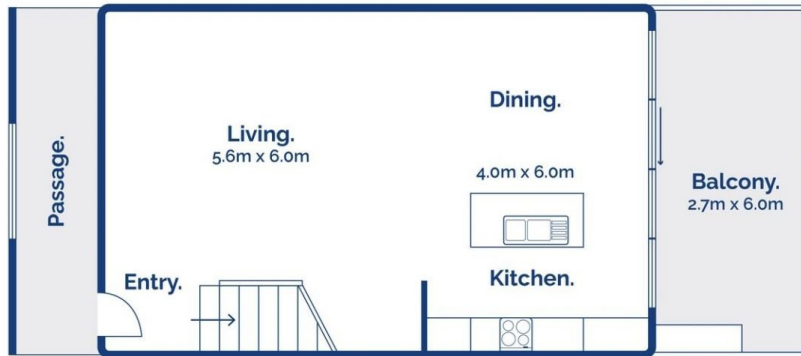 Passage.
Living.
5.6m x 6.0m
Dining.
4.0m x 6.0m
Balcony.
2.7m x 6.0m
Entry.
Kitchen.